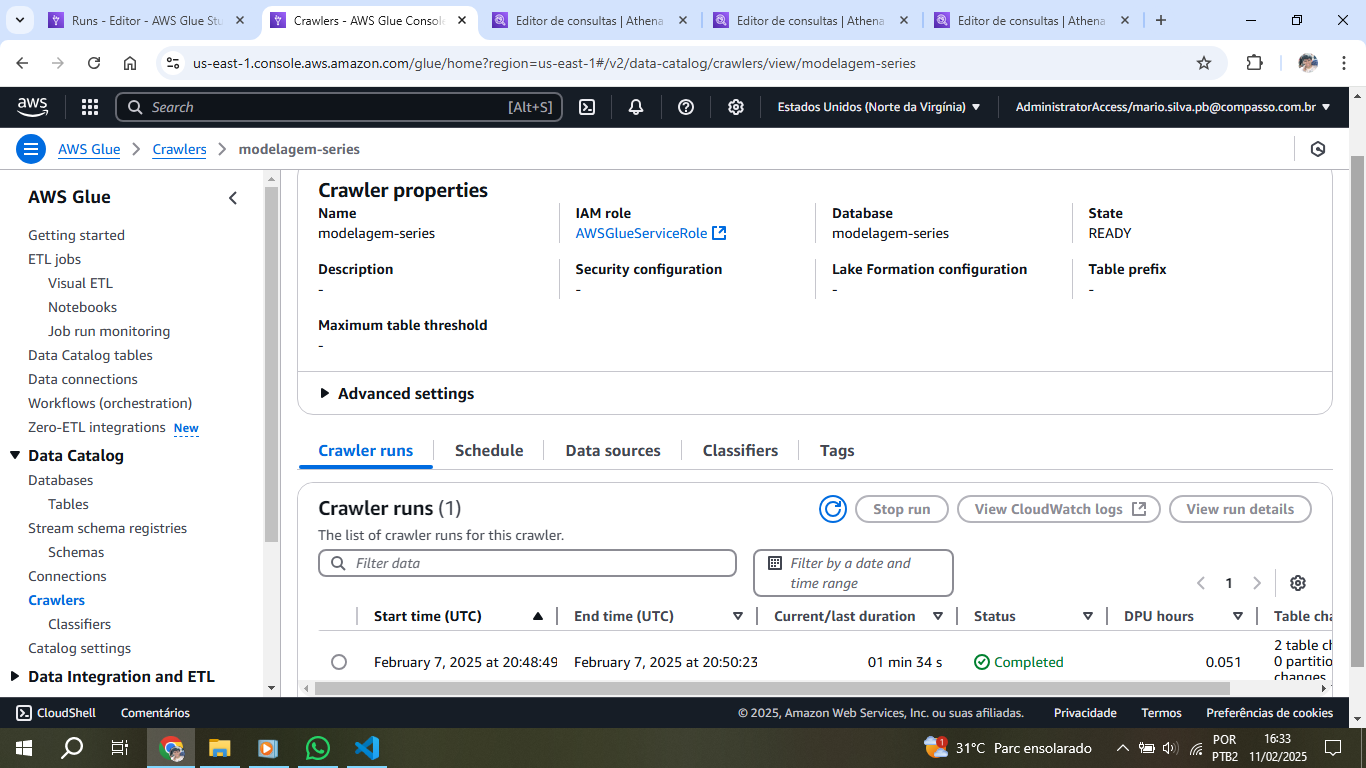 Runs - Editor - AWS Glue Stu
Crawlers - AWS Glue Console
Editor de consultas | Athena
Editor de consultas | Athena
Editor de consultas | Athena
us-east-1.console.aws.amazon.com/glue/home?region=us-east-1#/v2/data-catalog/crawlers/view/modelagem-series
aws
Search [Alt+S]
Estados Unidos (Norte da Virgínia)
AdministratorAccess/mario.silva.pb@compasso.com.br
AWS Glue > Crawlers > modelagem-series
AWS Glue
Getting started
ETL jobs
Visual ETL
Notebooks
Job run monitoring
Data Catalog tables
Data connections
Workflows (orchestration)
Zero-ETL integrations New
Data Catalog
Databases
Tables
Stream schema registries
Schemas
Connections
Crawlers
Classifiers
Catalog settings
Data Integration and ETL
Crawler properties
Name
modelagem-series
IAM role
AWSGlueServiceRole
Database
modelagem-series
State
READY
Description
-
Security configuration
-
Lake Formation configuration
-
Table prefix
-
Maximum table threshold
-
Advanced settings
Crawler runs
Schedule
Data sources
Classifiers
Tags
Crawler runs (1)
Stop run
View CloudWatch logs
View run details
The list of crawler runs for this crawler.
Filter data
Filter by a date and
time range
1
Start time (UTC) End time (UTC) Current/last duration Status DPU hours Table cha
February 7, 2025 at 20:48:49 February 7, 2025 at 20:50:23 01 min 34 s Completed 0.051
2 table ch
0 partitio
changes
CloudShell
Comentários
© 2025, Amazon Web Services, Inc. ou suas afiliadas.
Privacidade
Termos
Preferências de cookies
1
31°C Parc ensolarado
POR
PTB2
16:33
11/02/2025